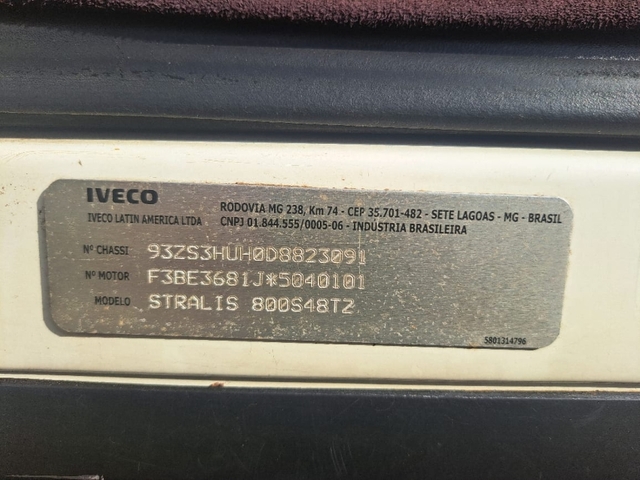 IVECO
IVECO LATIN AMERICA LTDA
RODOVIA MG 238, Km 74 - CEP 35.701-482 - SETE LAGOAS - MG - BRASIL
CNPJ 01.844.555/0005-06 - INDÚSTRIA BRASILEIRA
Nº CHASSI 93ZS3HUH0D8823091
Nº MOTOR F3BE3681J*5040101
MODELO STRALIS 800S48TZ
5801314796